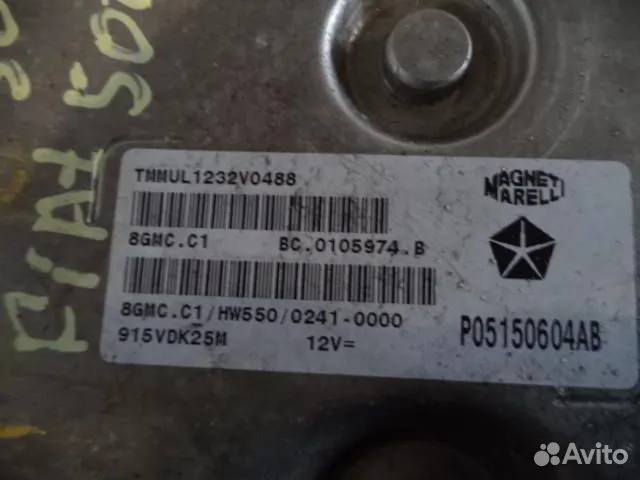 Fiat 500
TMMUL1232V0488
MAGNETI
MARELLI
8GMC.C1 BC.0105974.B
8GMC.C1/HW550/0241-0000
915VDK25M 12V=
P05150604AB
Avito